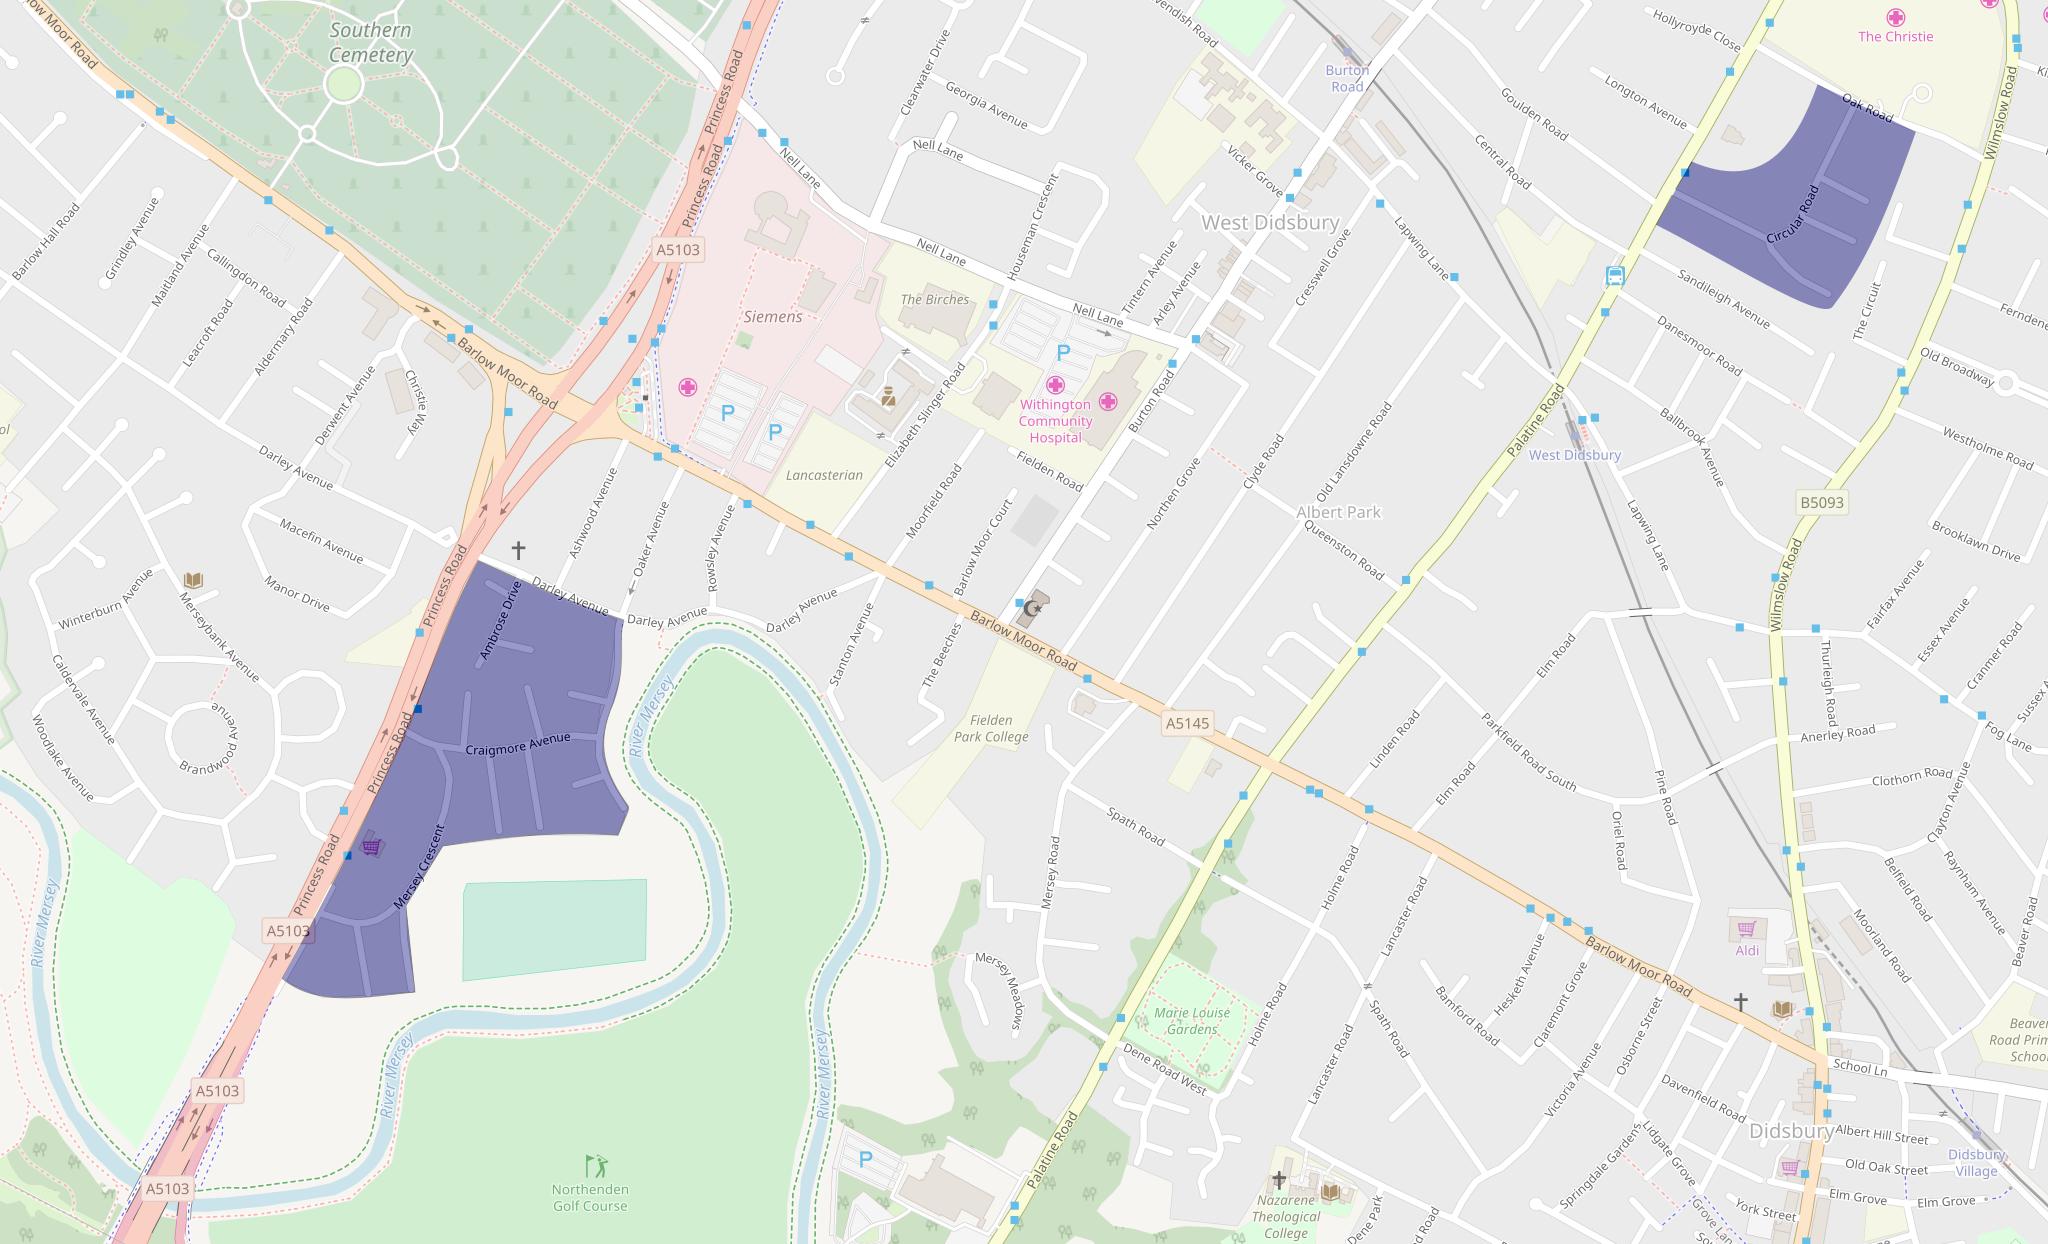 Barlow Moor Road
Southern
Cemetery
Princess Road
Clearwater Drive
Georgia Avenue
Burton
Road
Hollyroyde Close
The Christie
Longton Avenue
Goulden Road
Central Road
Oak Road
Wilmslow Road
Princess Road
Nell Lane
Nell Lane
Vicker Grove
Houseman Crescent
West Didsbury
Circular Road
Barlow Hall Road
Grindley Avenue
Maitland Avenue
Callingdon Road
Leacroft Road
Aldermary Road
Princess Road
A5103
Nell Lane
The Birches
Siemens
Tintern Avenue
Arley Avenue
Nell Lane
Cresswell Grove
Lapwing Lane
Sandileigh Avenue
Danesmoor Road
The Circuit
Old Broadway
Barlow Moor Road
Derwent Avenue
Christie Way
P
P
P
Withington
Community
Hospital
Burton Road
Elizabeth Slinger Road
Lancasterian
Moorfield Road
Fielden Road
Northen Grove
Clyde Road
Old Lansdowne Road
Albert Park
Queenston Road
Palatine Road
West Didsbury
Ballbrook Avenue
Lapwing Lane
B5093
Westholme Road
Brooklawn Drive
Darley Avenue
Macefin Avenue
Manor Drive
Winterburn Avenue
Merseybank Avenue
Caldervale Avenue
Woodlake Avenue
Brandwood Avenue
Princess Road
Ashwood Avenue
Oaker Avenue
Rowsley Avenue
Barlow Moor Court
Ambrose Drive
Darley Avenue
Darley Avenue
Darley Avenue
Stanton Avenue
The Beeches
Barlow Moor Road
River Mersey
Craigmore Avenue
Princess Road
Mersey Crescent
Princess Road
A5103
Fielden
Park College
A5145
Elm Road
Linden Road
Elm Road
Parkfield Road South
Pine Road
Oriel Road
Wilmslow Road
Thurleigh Road
Fairfax Avenue
Essex Avenue
Cranmer Road
Fog Lane
Anerley Road
Clothorn Road
Clayton Avenue
Belfield Road
Raynham Avenue
Beaver Road
Moorland Road
Spath Road
Mersey Road
Holme Road
Lancaster Road
Mersey Meadows
Marie Louise
Gardens
Holme Road
Dene Road West
Spath Road
Lancaster Road
Bamford Road
Hesketh Avenue
Claremont Grove
Barlow Moor Road
Osborne Street
Victoria Avenue
Aldi
School Ln
Davenfield Road
Didsbury
Albert Hill Street
Old Oak Street
Elm Grove
Elm Grove
York Street
Lidgate Grove
Springdale Gardens
Didsbury
Village
River Mersey
River Mersey
River Mersey
A5103
A5103
Northenden
Golf Course
P
Palatine Road
Nazarene
Theological
College
Dene Park